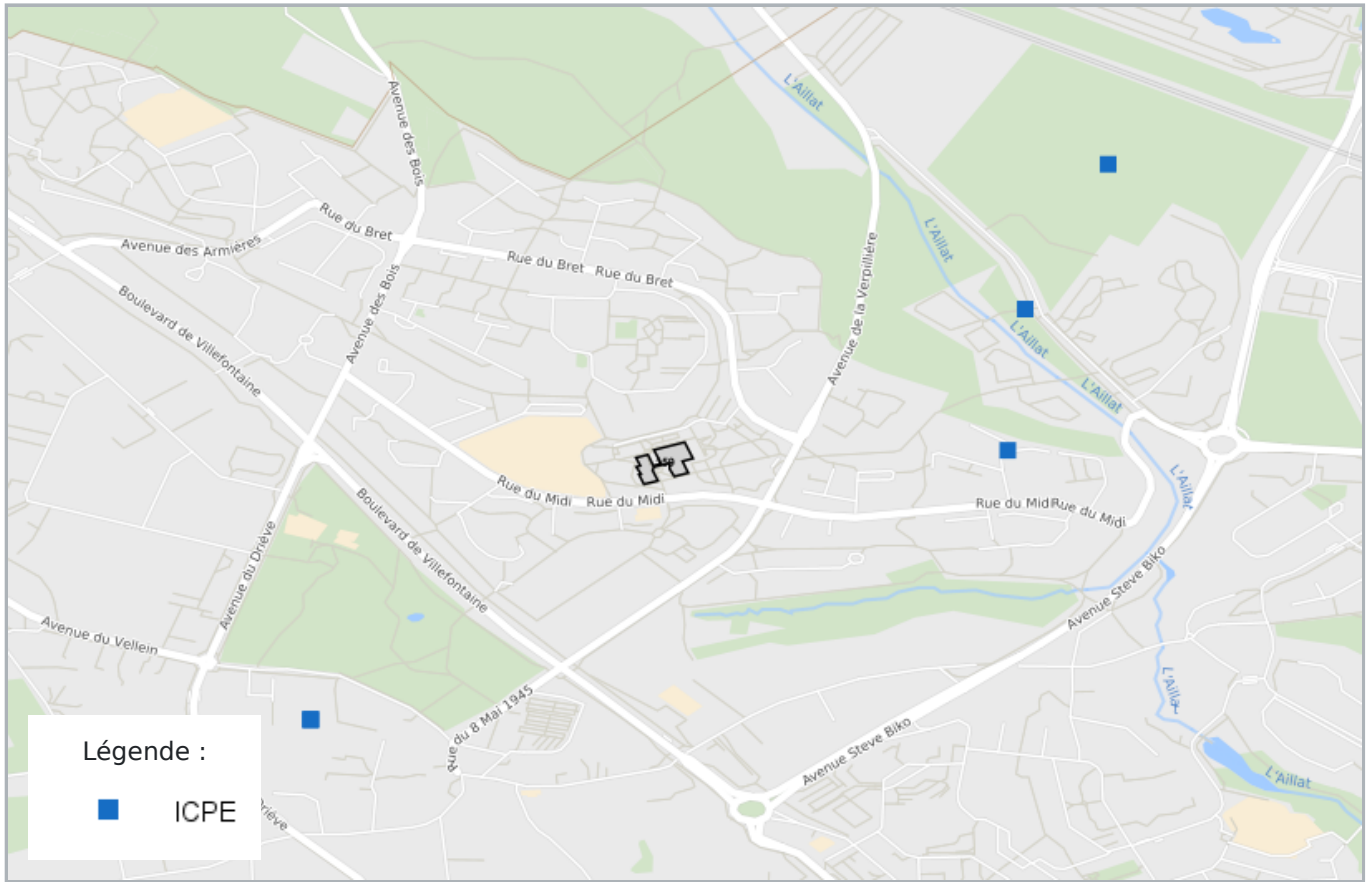 L'Aillat
Avenue des Bois
Rue du Bret
Avenue des Armières
Rue du Bret
Rue du Bret
L'Aillat
Avenue de la Verpillière
Boulevard de Villefontaine
Avenue des Bois
L'Aillat
L'Aillat
Rue du Midi
Rue du Midi
Rue du Midi
Rue du Midi
L'Aillat
Boulevard de Villefontaine
Avenue du Driève
Avenue Steve Biko
Avenue du Vellein
L'Aillat
Rue du 8 Mai 1945
Avenue Steve Biko
L'Aillat
Légende :
ICPE
Driève